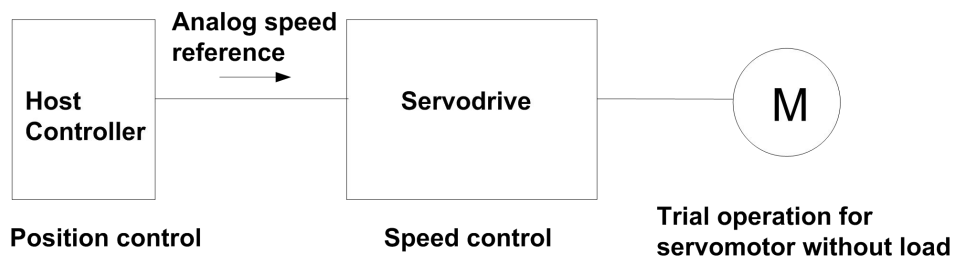 Analog speed
reference
Host
Controller
Servodrive
M
Position control
Speed control
Trial operation for
servomotor without load